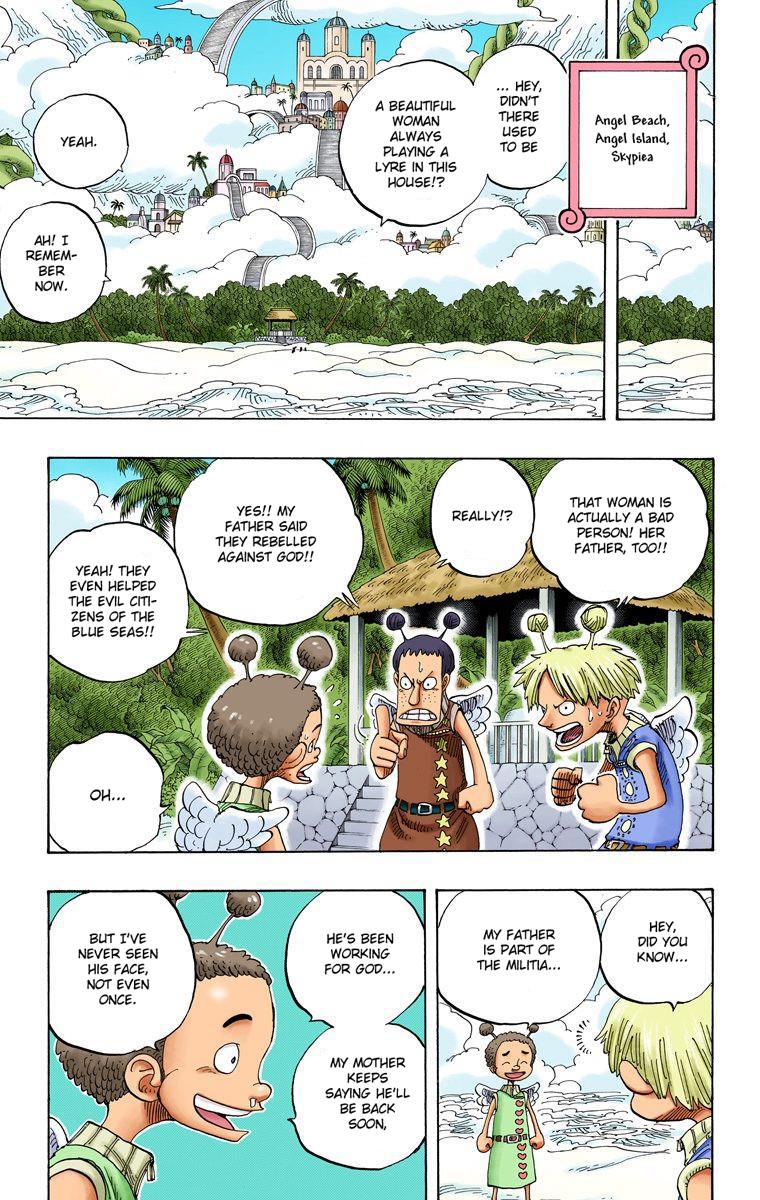 Angel Beach,
Angel Island,
Skypiea
... HEY,
DIDN'T
THERE
USED
TO BE
A BEAUTIFUL
WOMAN
ALWAYS
PLAYING A
LYRE IN THIS
HOUSE!?
YEAH.
AH! I
REMEM-
BER
NOW.
THAT WOMAN IS
ACTUALLY A BAD
PERSON! HER
FATHER, TOO!!
REALLY!?
YES!! MY
FATHER SAID
THEY REBELLED
AGAINST GOD!!
YEAH! THEY
EVEN HELPED
THE EVIL CITI-
ZENS OF THE
BLUE SEAS!!
OH...
HEY,
DID YOU
KNOW...
MY FATHER
IS PART OF
THE MILITIA...
HE'S BEEN
WORKING
FOR GOD...
MY MOTHER
KEEPS
SAYING HE'LL
BE BACK
SOON,
BUT I'VE
NEVER SEEN
HIS FACE,
NOT EVEN
ONCE.